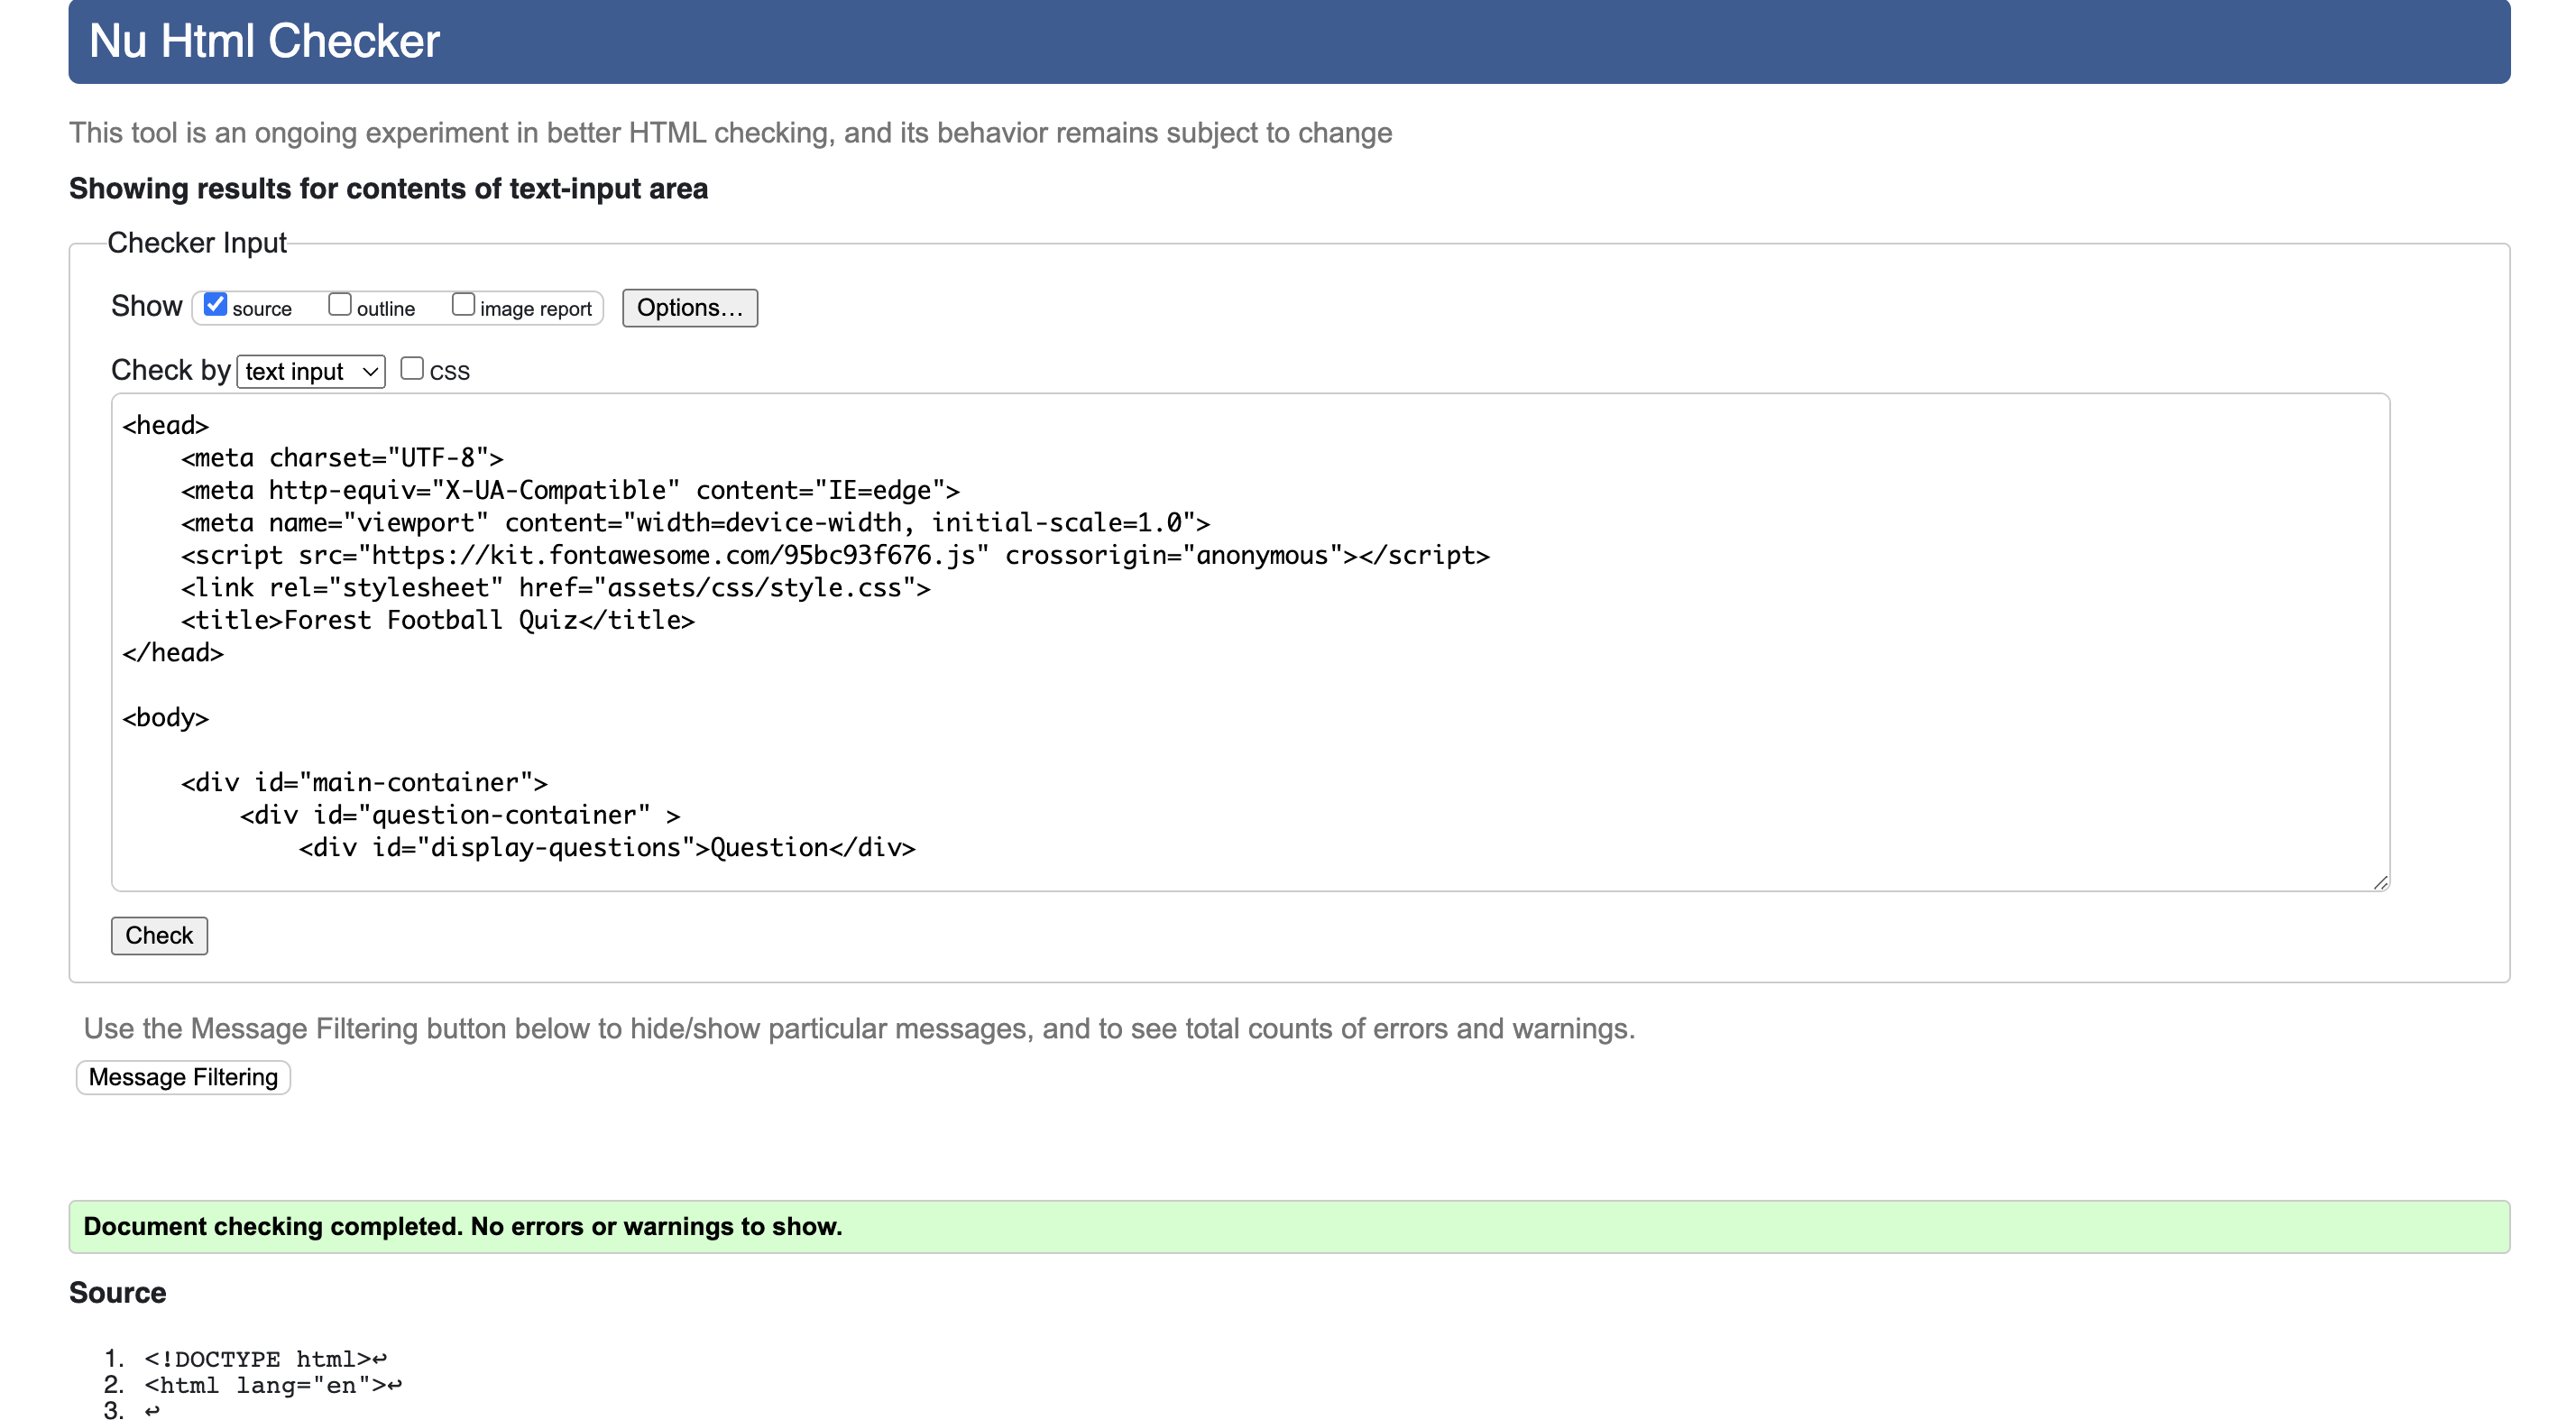 Nu Html Checker
This tool is an ongoing experiment in better HTML checking, and its behavior remains subject to change
Showing results for contents of text-input area
Checker Input
Show source outline image report Options...
Check by text input CSS
<head>
    <meta charset="UTF-8">
    <meta http-equiv="X-UA-Compatible" content="IE=edge">
    <meta name="viewport" content="width=device-width, initial-scale=1.0">
    <script src="https://kit.fontawesome.com/95bc93f676.js" crossorigin="anonymous"></script>
    <link rel="stylesheet" href="assets/css/style.css">
    <title>Forest Football Quiz</title>
</head>
<body>
    <div id="main-container">
        <div id="question-container" >
            <div id="display-questions">Question</div>
Check
Use the Message Filtering button below to hide/show particular messages, and to see total counts of errors and warnings.
Message Filtering
Document checking completed. No errors or warnings to show.
Source
1. <!DOCTYPE html>↩
2. <html lang="en">↩
3. ↩